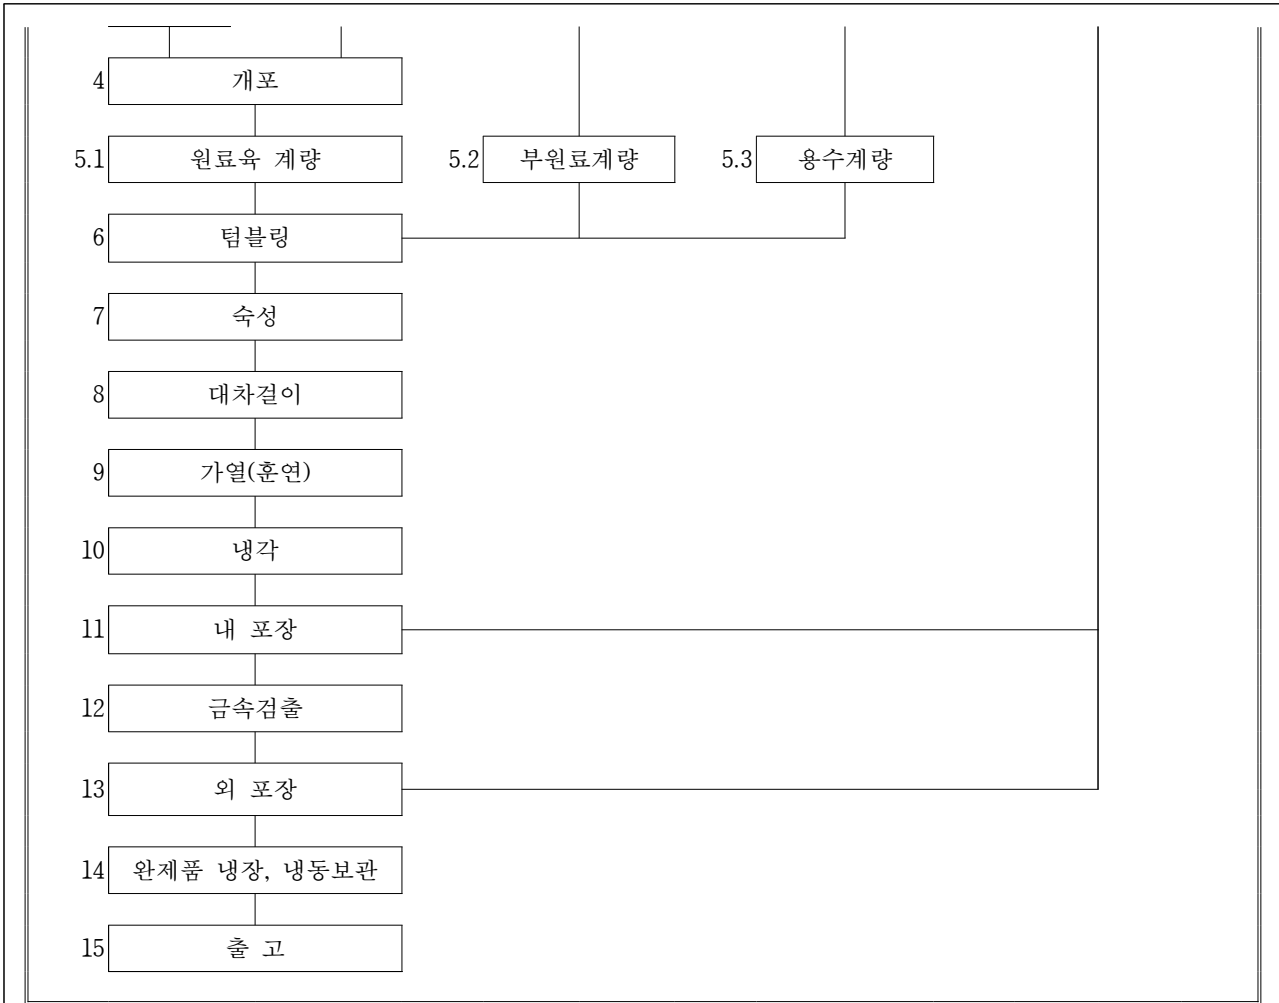 4 개포
5.1 원료육 계량 5.2 부원료계량 5.3 용수계량
6 텀블링
7 숙성
8 대차걸이
9 가열(훈연)
10 냉각
11 내 포장
12 금속검출
13 외 포장
14 완제품 냉장, 냉동보관
15 출 고